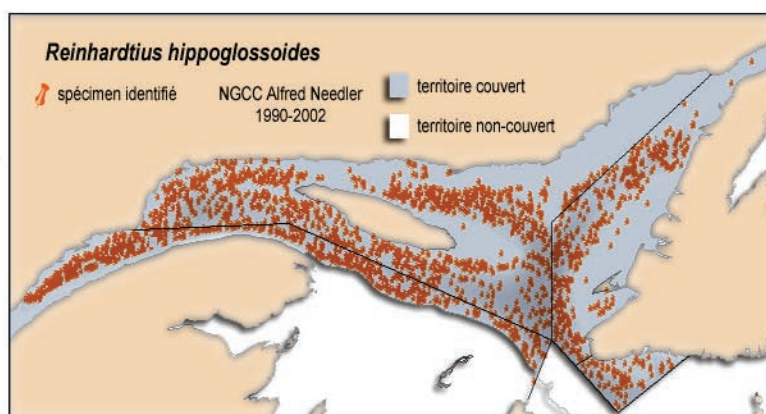 Reinhardtius hippoglossoides
spécimen identifié
NGCC Alfred Needler
1990-2002
territoire couvert
territoire non-couvert